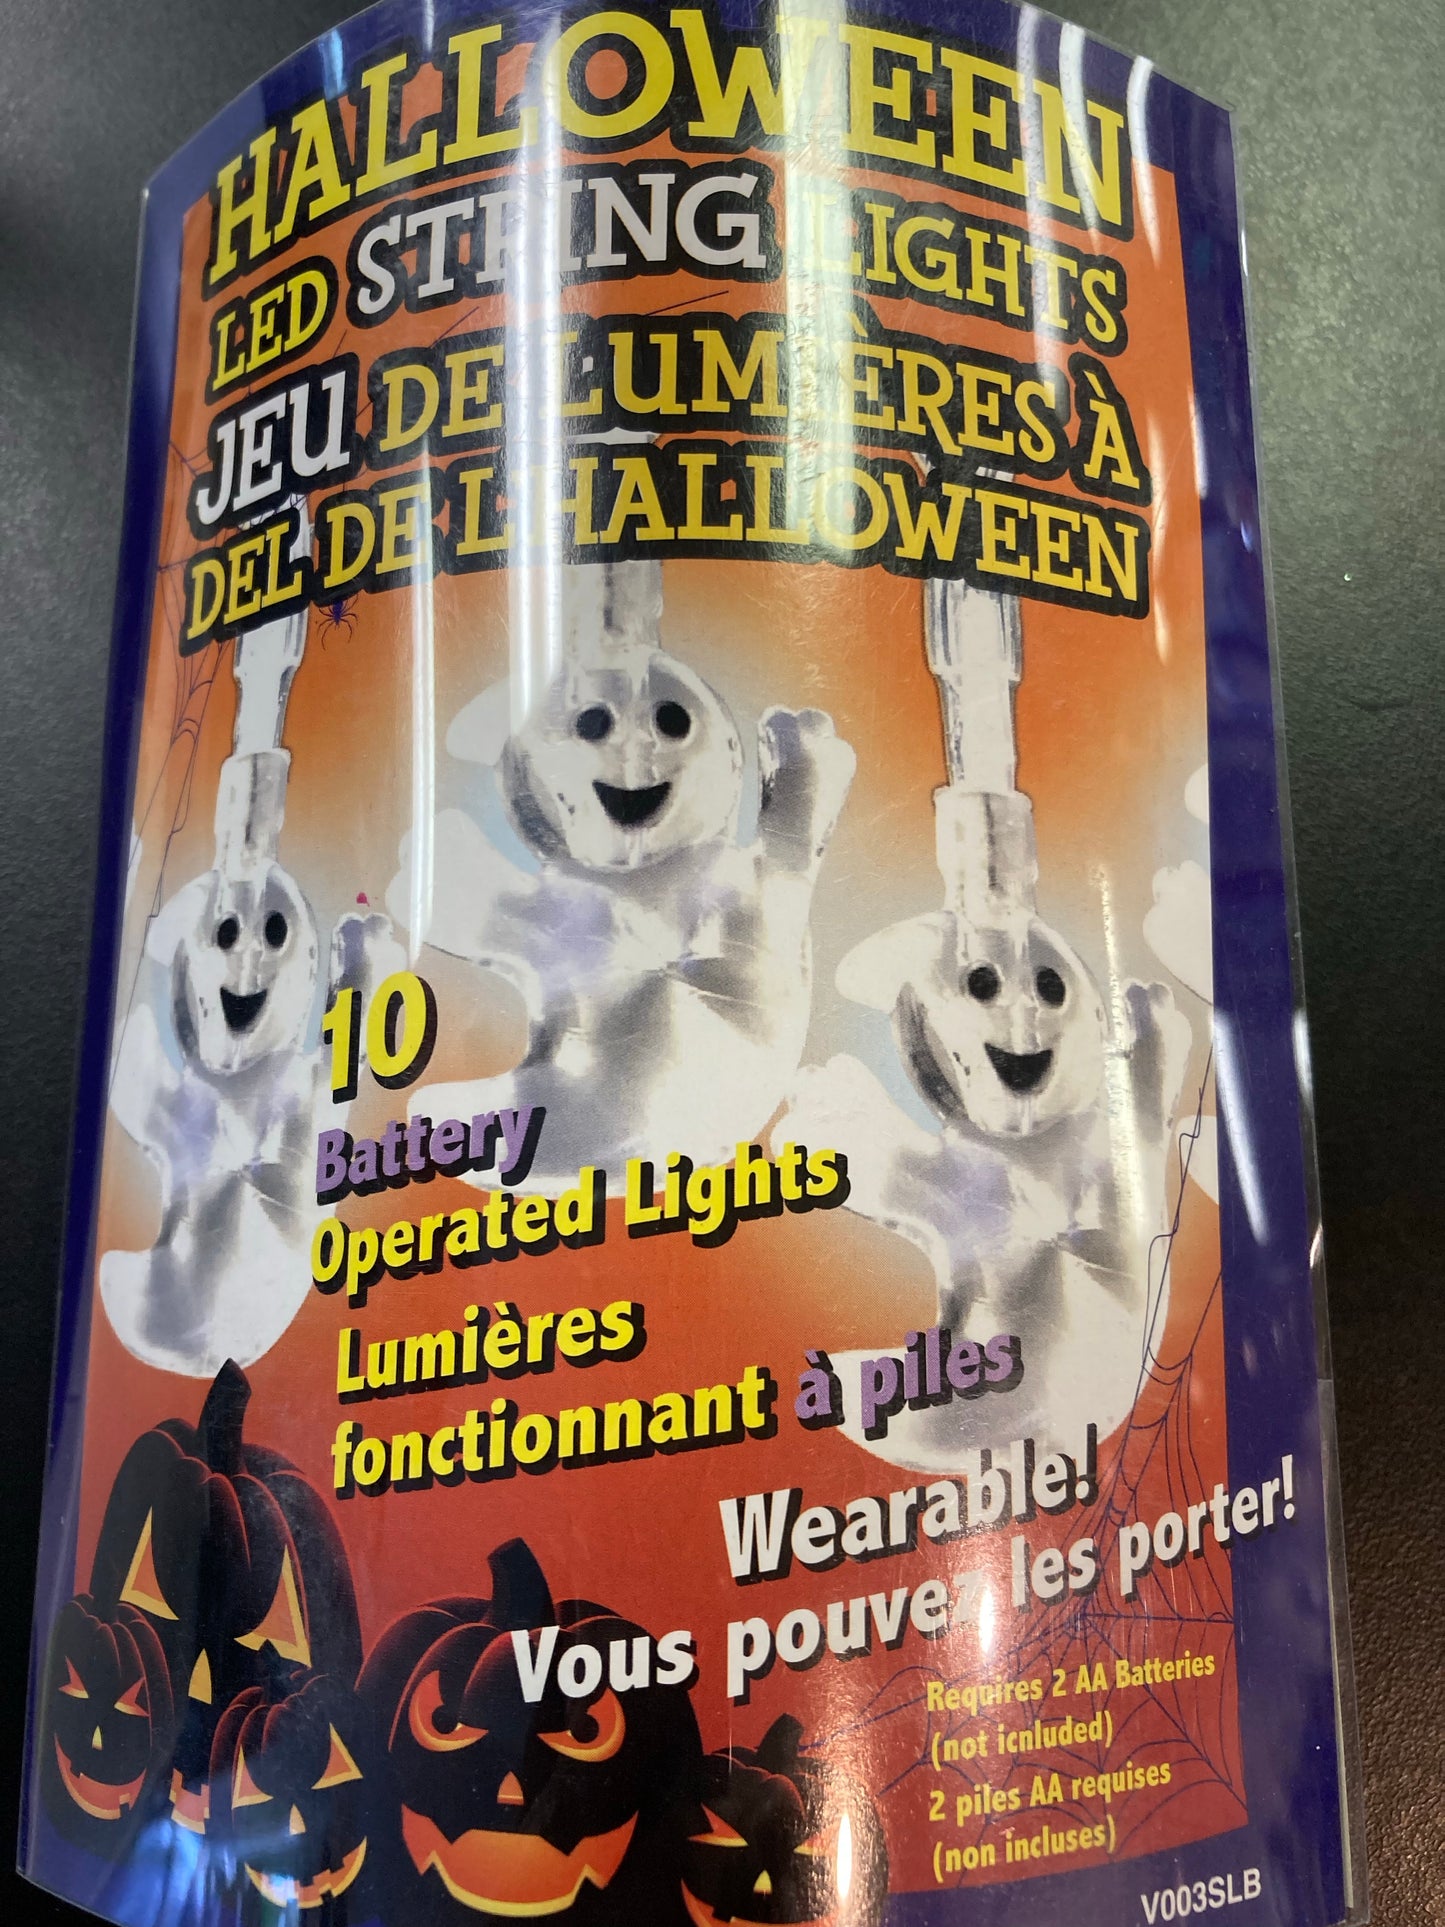 HALLOWEEN
LED STRING LIGHTS
JEU DE LUMIÈRES À
DEL DE L'HALLOWEEN
10
Battery
Operated Lights
Lumières
fonctionnant à piles
Wearable!
Vous pouvez les porter!
Requires 2 AA Batteries
(not icnluded)
2 piles AA requises
(non incluses)
V003SLB